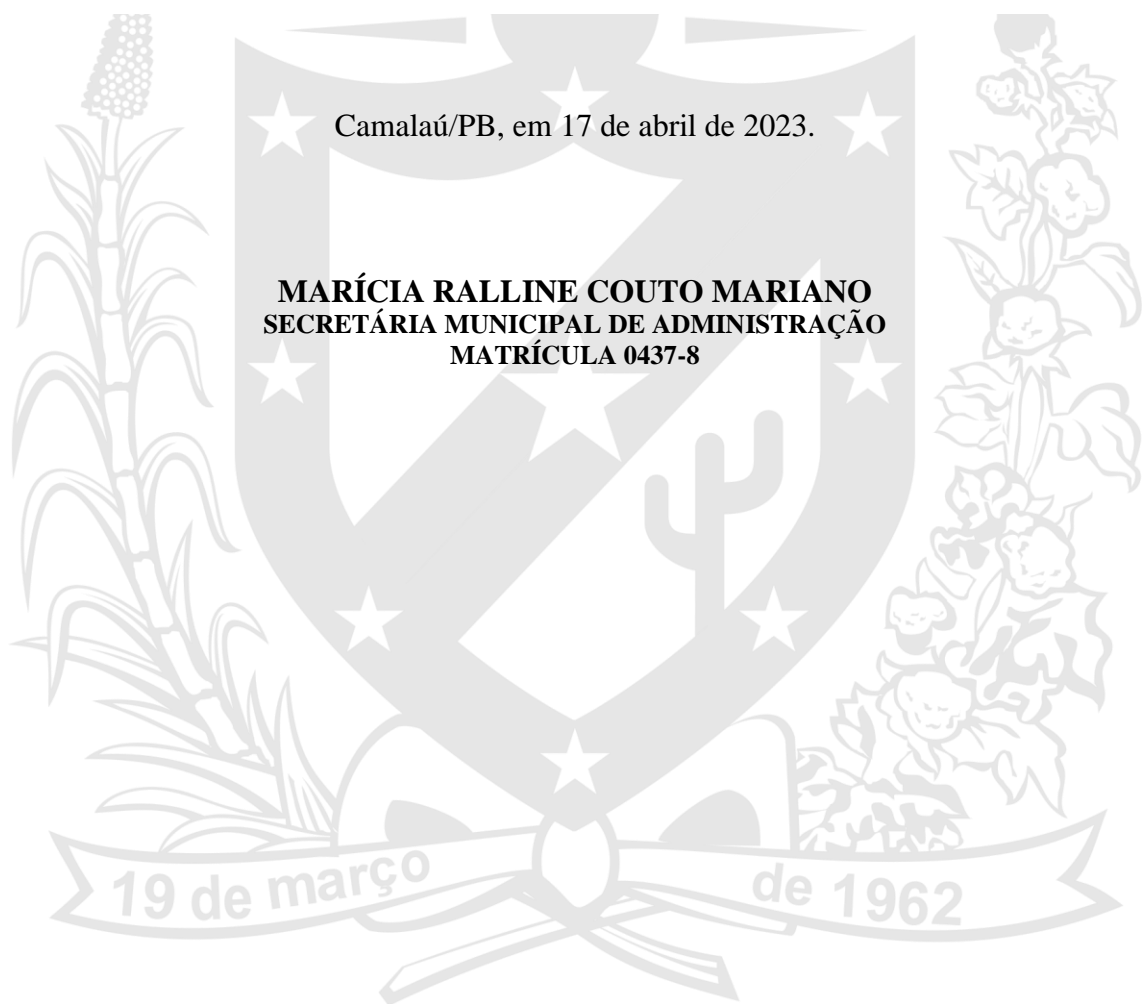 Camalaú/PB, em 17 de abril de 2023.
MARÍCIA RALLINE COUTO MARIANO
SECRETÁRIA MUNICIPAL DE ADMINISTRAÇÃO
MATRÍCULA 0437-8
19 de março de 1962